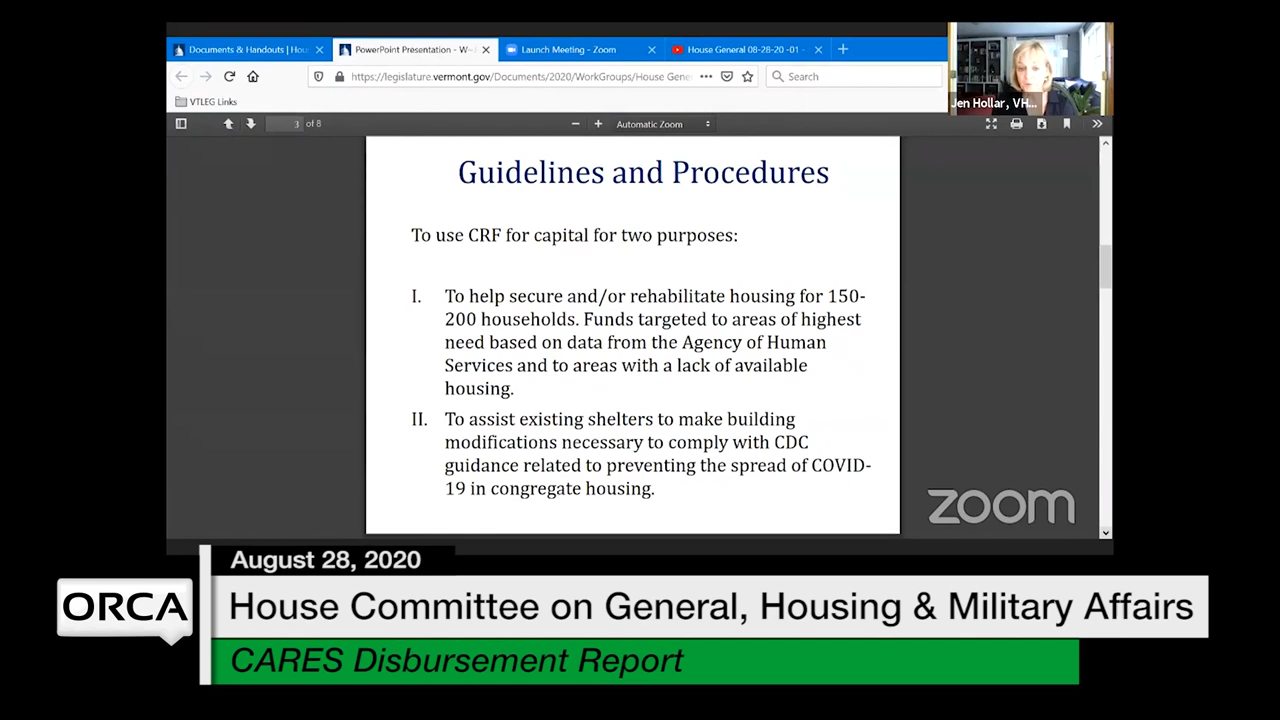 Documents & Handouts | Hou
PowerPoint Presentation - W~
Launch Meeting - Zoom
House General 08-28-20 -01 -
https://legislature.vermont.gov/Documents/2020/WorkGroups/House Gene
Search
Jen Hollar, VH...
VTLEG Links
3 of 8
Automatic Zoom
Guidelines and Procedures
To use CRF for capital for two purposes:
I. To help secure and/or rehabilitate housing for 150-
200 households. Funds targeted to areas of highest
need based on data from the Agency of Human
Services and to areas with a lack of available
housing.
II. To assist existing shelters to make building
modifications necessary to comply with CDC
guidance related to preventing the spread of COVID-
19 in congregate housing.
zoom
August 28, 2020
ORCA
House Committee on General, Housing & Military Affairs
CARES Disbursement Report